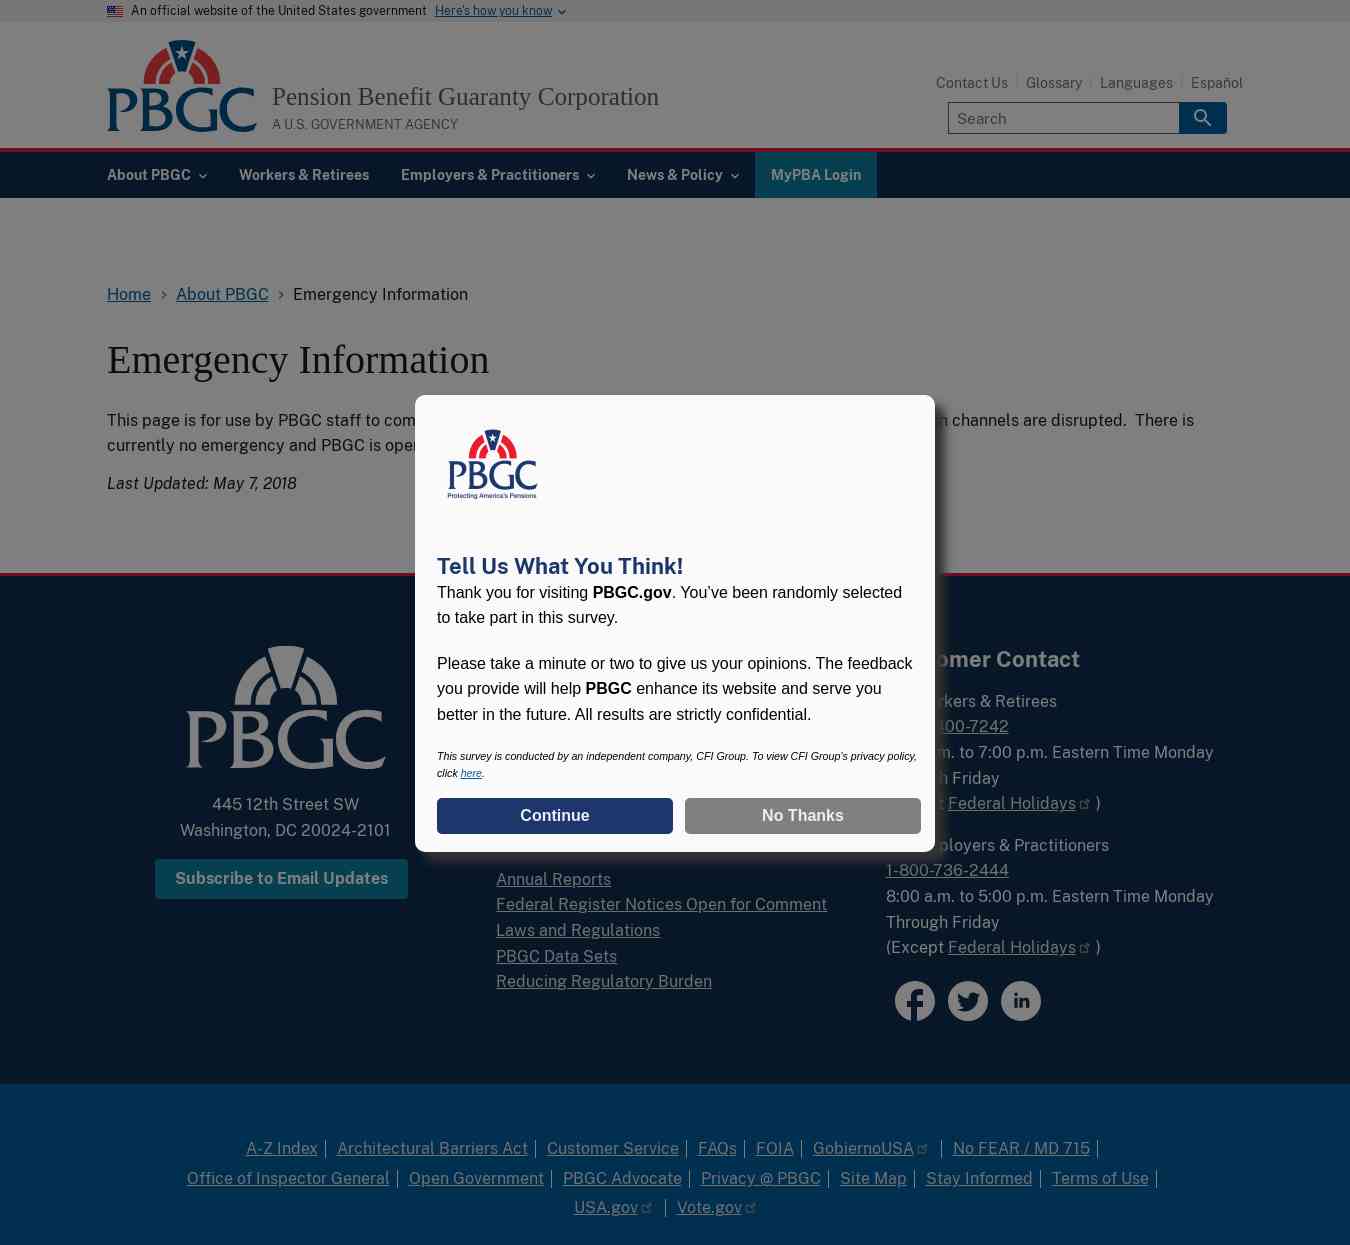 An official website of the United States government Here's how you know
PBGC
Pension Benefit Guaranty Corporation
A U.S. GOVERNMENT AGENCY
Contact Us Glossary Languages Español
Search
About PBGC Workers & Retirees Employers & Practitioners News & Policy MyPBA Login
Home About PBGC Emergency Information
Emergency Information
This page is for use by PBGC staff to com
channels are disrupted. There is
currently no emergency and PBGC is oper
Last Updated: May 7, 2018
PBGC
Protecting America's Pensions
Tell Us What You Think!
Thank you for visiting PBGC.gov. You've been randomly selected
to take part in this survey.
Please take a minute or two to give us your opinions. The feedback
you provide will help PBGC enhance its website and serve you
better in the future. All results are strictly confidential.
This survey is conducted by an independent company, CFI Group. To view CFI Group's privacy policy,
click here.
Continue No Thanks
PBGC
445 12th Street SW
Washington, DC 20024-2101
Subscribe to Email Updates
Annual Reports
Federal Register Notices Open for Comment
Laws and Regulations
PBGC Data Sets
Reducing Regulatory Burden
omer Contact
rkers & Retirees
400-7242
.m. to 7:00 p.m. Eastern Time Monday
h Friday
t Federal Holidays )
ployers & Practitioners
1-800-736-2444
8:00 a.m. to 5:00 p.m. Eastern Time Monday
Through Friday
(Except Federal Holidays )
in
A-Z Index Architectural Barriers Act Customer Service FAQs FOIA GobiernoUSA No FEAR / MD 715
Office of Inspector General Open Government PBGC Advocate Privacy @ PBGC Site Map Stay Informed Terms of Use
USA.gov Vote.gov